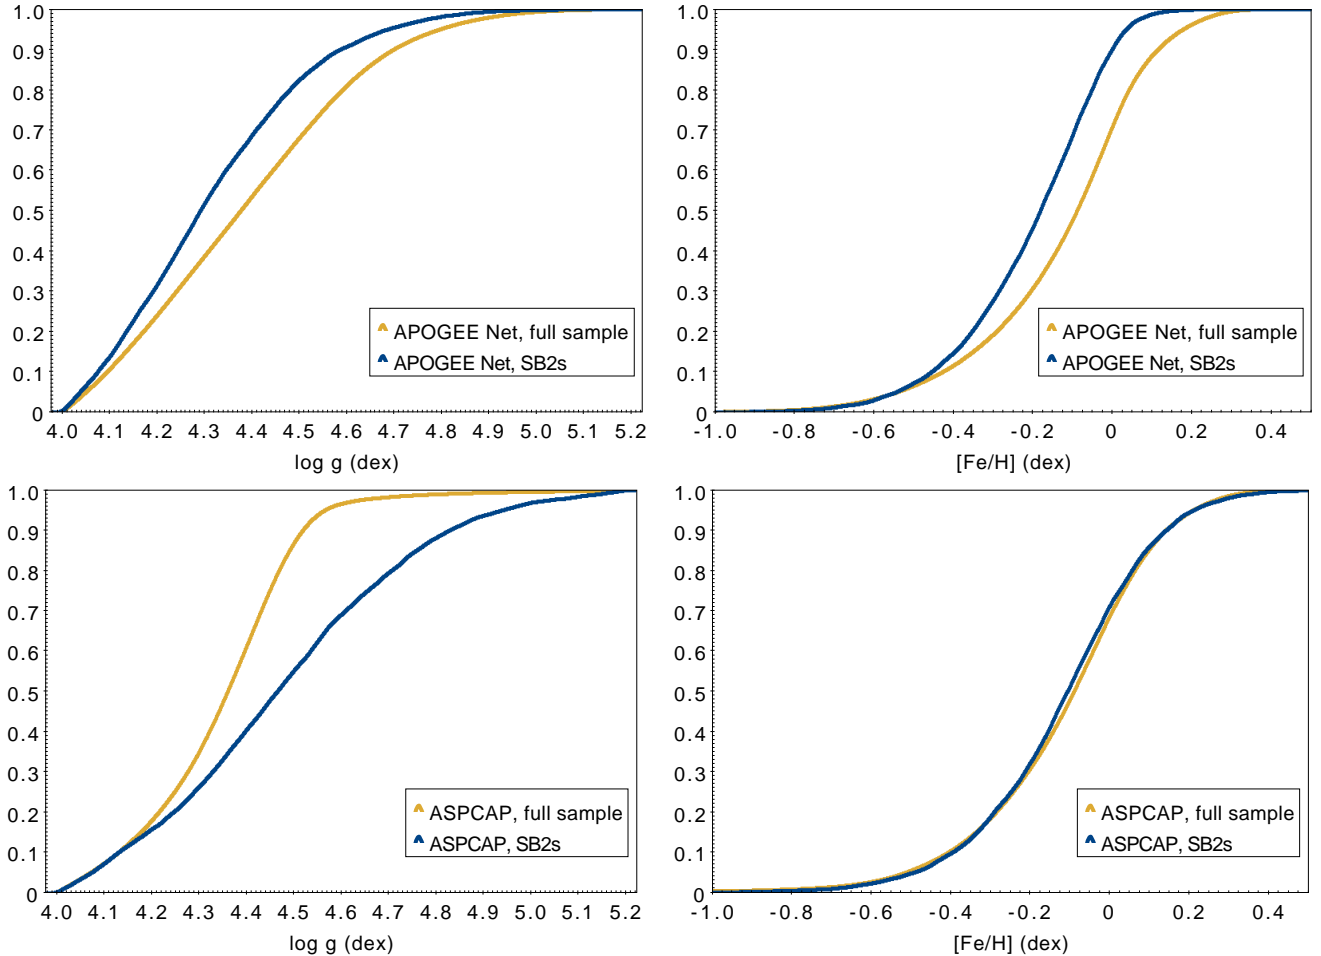 1.0
0.9
0.8
0.7
0.6
0.5
0.4
0.3
0.2
0.1
0
4.0 4.1 4.2 4.3 4.4 4.5 4.6 4.7 4.8 4.9 5.0 5.1 5.2
log g (dex)
APOGEE Net, full sample
APOGEE Net, SB2s
1.0
0.9
0.8
0.7
0.6
0.5
0.4
0.3
0.2
0.1
0
-1.0 -0.8 -0.6 -0.4 -0.2 0 0.2 0.4
[Fe/H] (dex)
APOGEE Net, full sample
APOGEE Net, SB2s
1.0
0.9
0.8
0.7
0.6
0.5
0.4
0.3
0.2
0.1
0
4.0 4.1 4.2 4.3 4.4 4.5 4.6 4.7 4.8 4.9 5.0 5.1 5.2
log g (dex)
ASPCAP, full sample
ASPCAP, SB2s
1.0
0.9
0.8
0.7
0.6
0.5
0.4
0.3
0.2
0.1
0
-1.0 -0.8 -0.6 -0.4 -0.2 0 0.2 0.4
[Fe/H] (dex)
ASPCAP, full sample
ASPCAP, SB2s